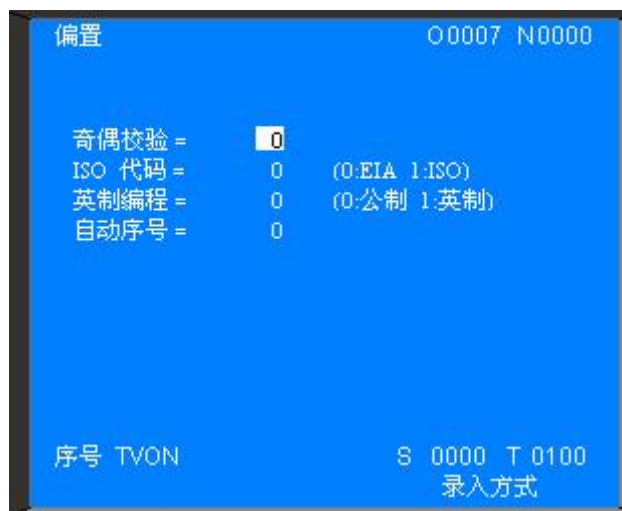 偏置 O0007 N0000
奇偶校验 = 0
ISO 代码 = 0 (0:EIA 1:ISO)
英制编程 = 0 (0:公制 1:英制)
自动序号 = 0
序号 TVON S 0000 T 0100
录入方式